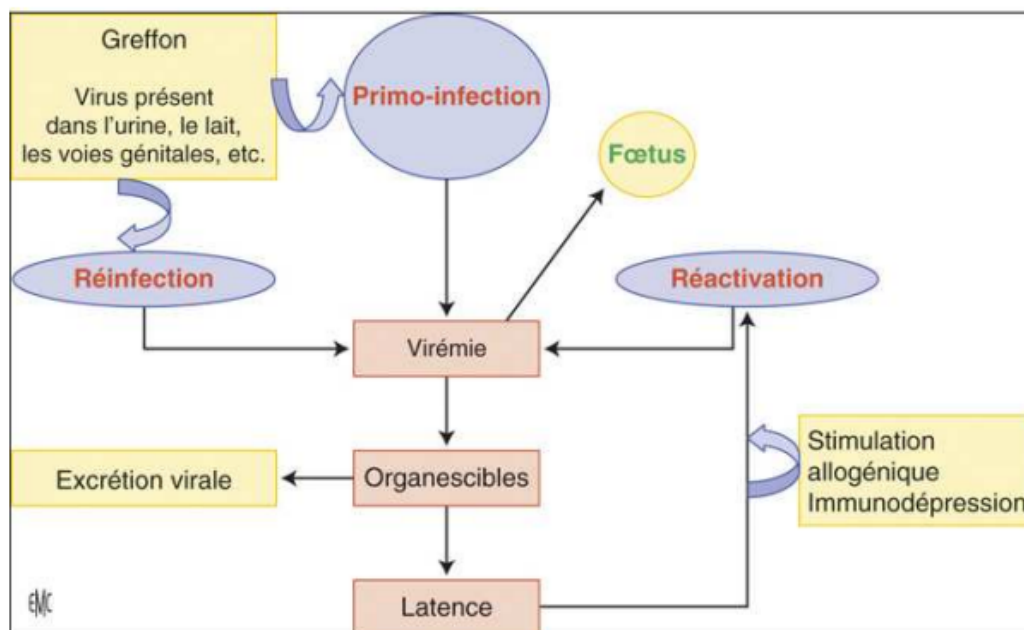 Greffon
Virus présent
dans l'urine, le lait,
les voies génitales, etc.
Primo-infection
Fœtus
Réinfection
Réactivation
Virémie
Stimulation
allogénique
Immunodépression
Excrétion virale
Organescibles
Latence
EMC